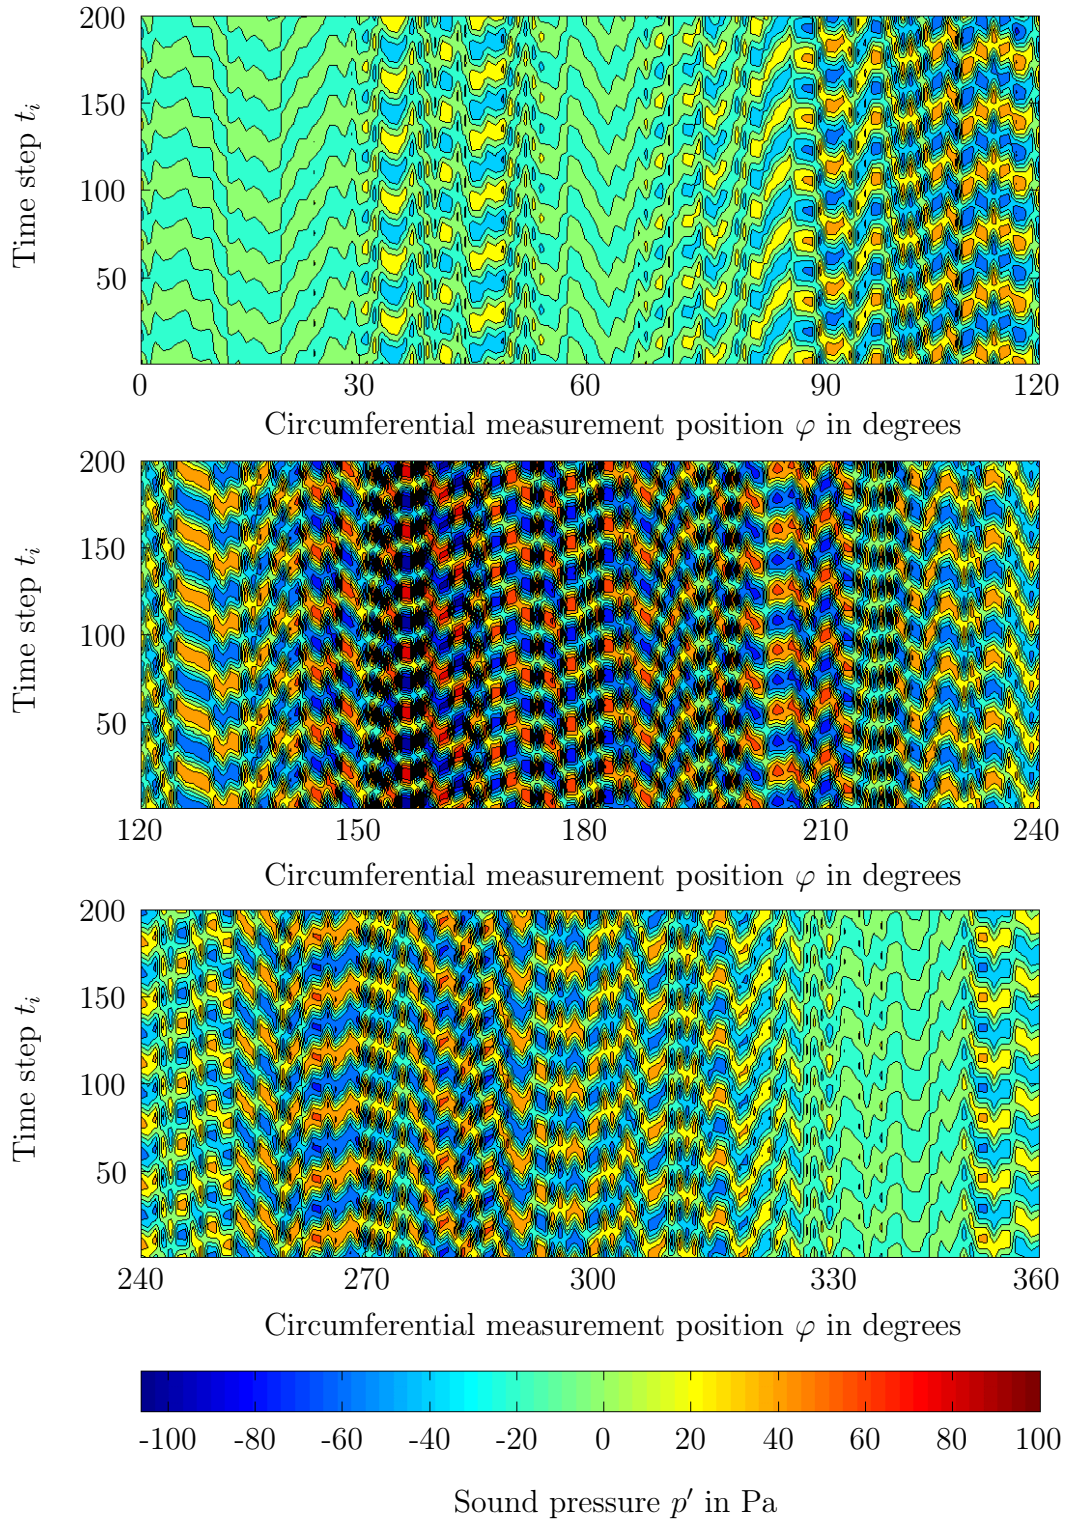 200
150
100
50
Time step t_i
0 30 60 90 120
Circumferential measurement position φ in degrees
200
150
100
50
Time step t_i
120 150 180 210 240
Circumferential measurement position φ in degrees
200
150
100
50
Time step t_i
240 270 300 330 360
Circumferential measurement position φ in degrees
-100 -80 -60 -40 -20 0 20 40 60 80 100
Sound pressure p′ in Pa